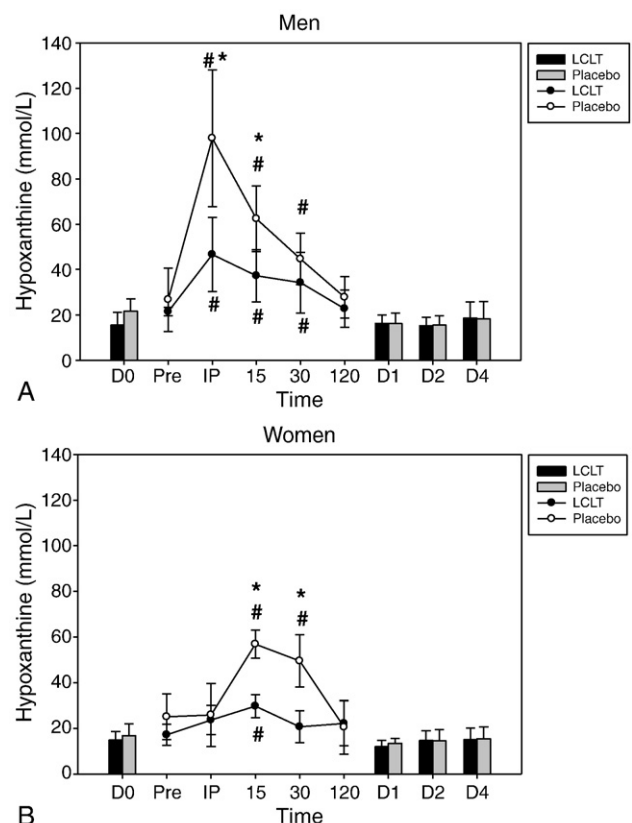 Men
140
120
100
80
60
40
20
0
Hypoxanthine (mmol/L)
# *
*
#
#
#
#
#
D0 Pre IP 15 30 120 D1 D2 D4
Time
A
LCLT
Placebo
LCLT
Placebo
Women
140
120
100
80
60
40
20
0
Hypoxanthine (mmol/L)
* *
# #
#
D0 Pre IP 15 30 120 D1 D2 D4
Time
B
LCLT
Placebo
LCLT
Placebo